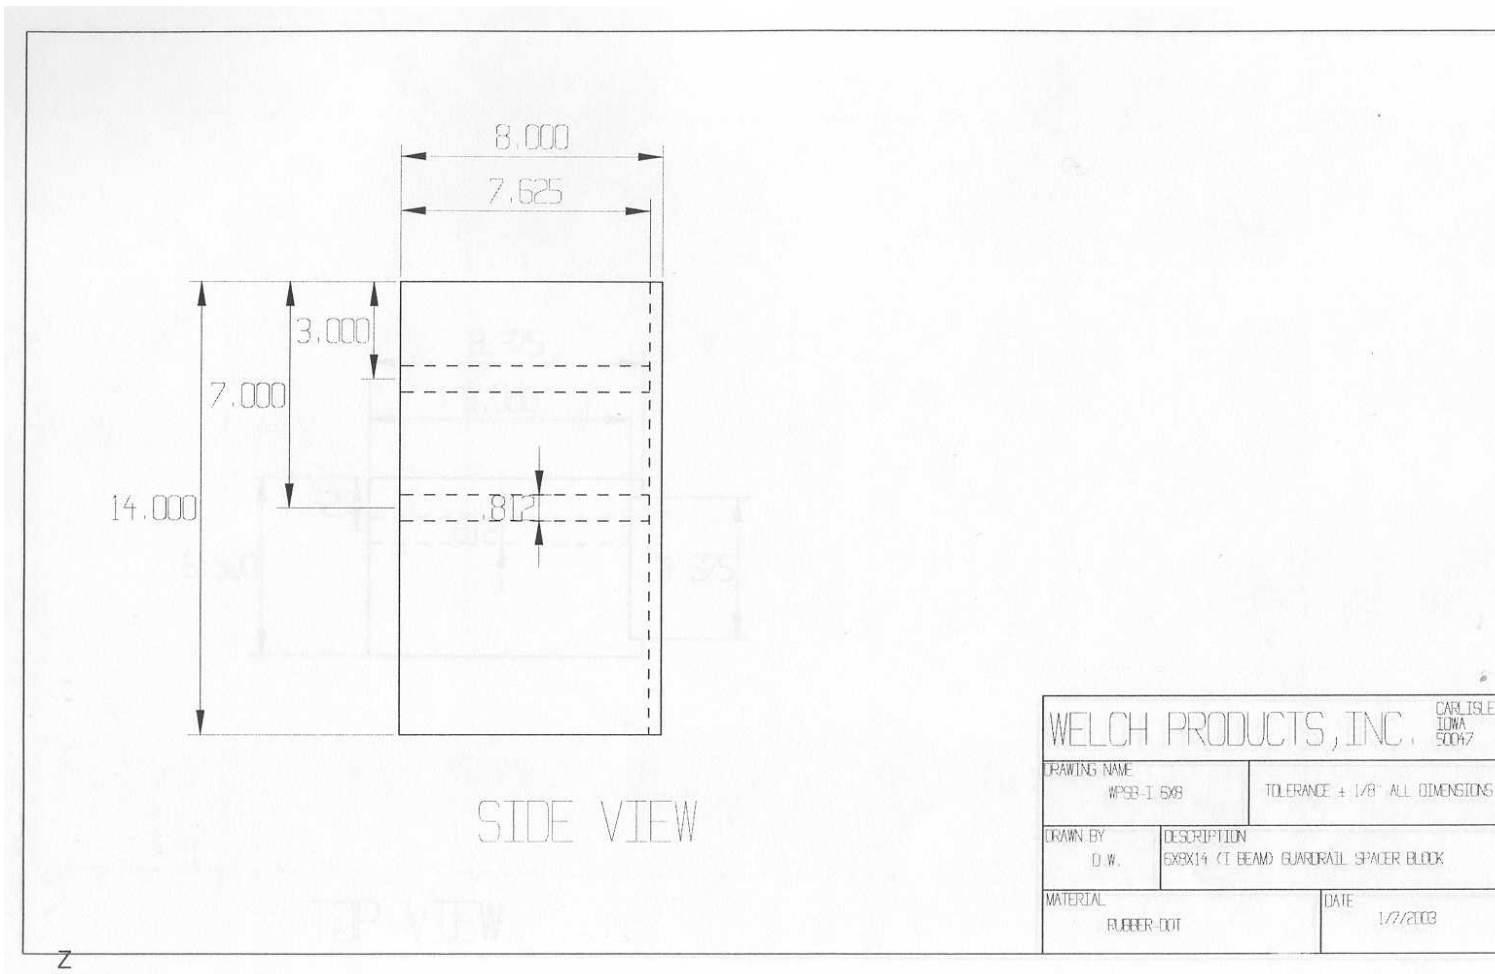 8.000
7.625
3.000
7.000
14.000
.812
SIDE VIEW
TOP VIEW
WELCH PRODUCTS, INC.
CARLISLE
IOWA
50047
DRAWING NAME
WPSB-I 6X8
TOLERANCE ± 1/8" ALL DIMENSIONS
DRAWN BY
D.W.
DESCRIPTION
6X8X14 (I BEAM) GUARDRAIL SPACER BLOCK
MATERIAL
RUBBER-DOT
DATE
1/7/2003
Z